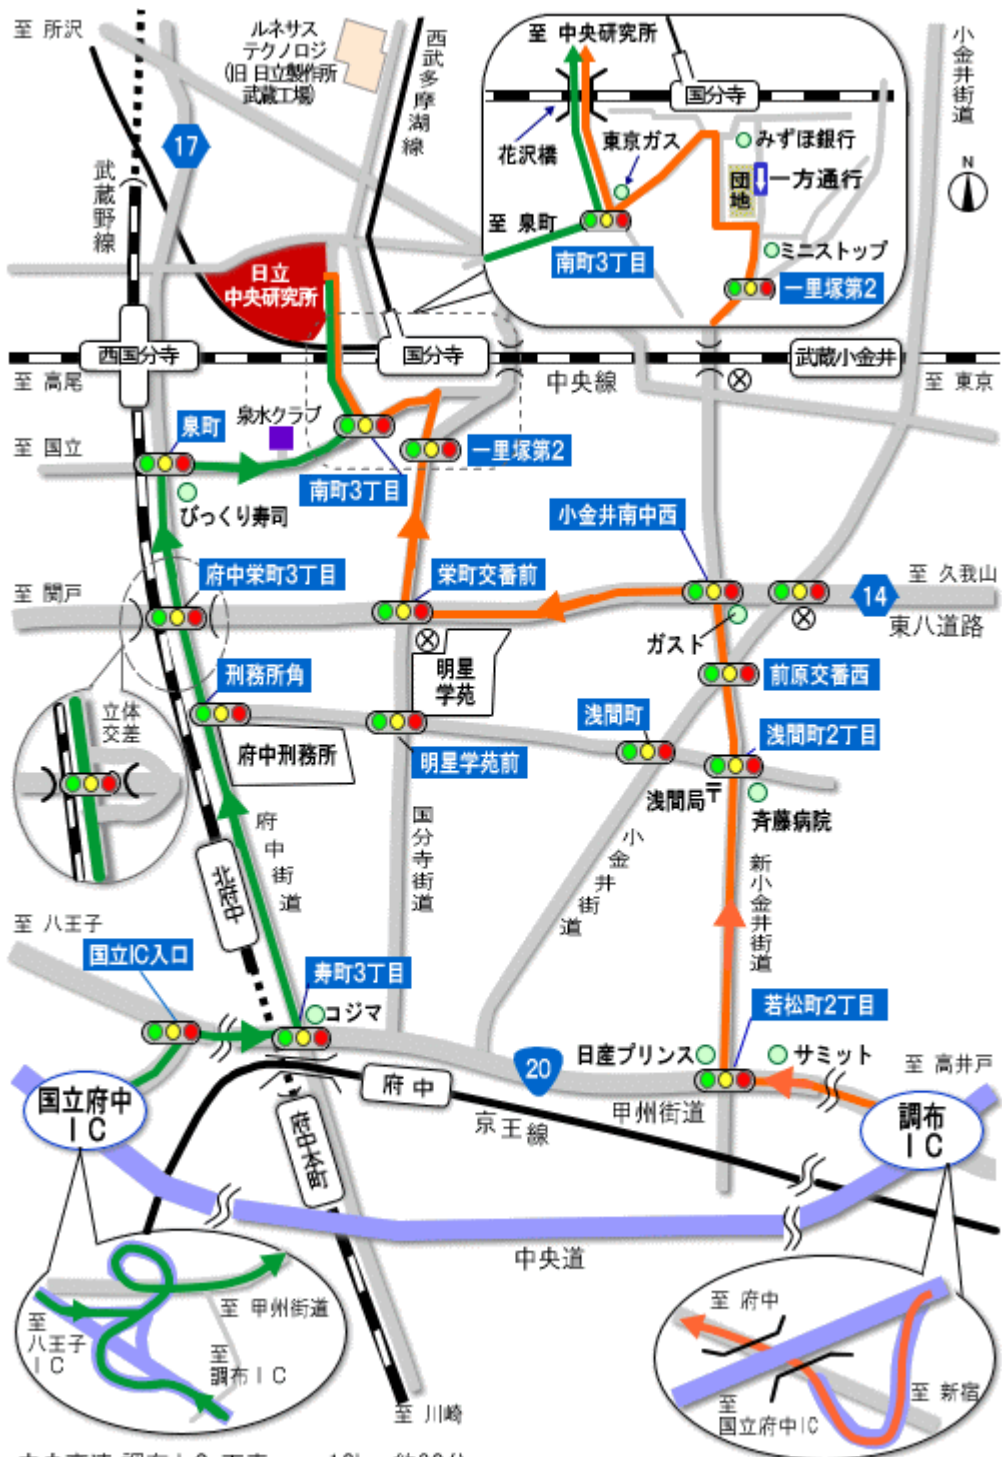 至 所沢
ルネサス
テクノロジ
(旧 日立製作所
武蔵工場)
西武多摩湖線
至 中央研究所
国分寺
花沢橋
東京ガス
みずほ銀行
団地
一方通行
至 泉町
南町3丁目
ミニストップ
一里塚第2
小金井街道
N
17
武蔵野線
日立
中央研究所
西国分寺
国分寺
武蔵小金井
至 高尾
中央線
至 東京
泉町
泉水クラブ
至 国立
一里塚第2
南町3丁目
びっくり寿司
小金井南中西
府中栄町3丁目
栄町交番前
至 久我山
至 関戸
14
東八道路
ガスト
明星
学苑
前原交番西
刑務所角
立体
交差
府中刑務所
浅間町
浅間町2丁目
明星学苑前
浅間局
〒
斉藤病院
府中街道
国分寺街道
小金井街道
新小金井街道
北府中
至 八王子
国立IC入口
寿町3丁目
コジマ
若松町2丁目
20
日産プリンス
サミット
至 高井戸
国立府中
IC
府中
甲州街道
調布
IC
京王線
府中本町
中央道
至 甲州街道
至
八王子
IC
至
調布IC
至 府中
至 新宿
至
国立府中IC
至 川崎